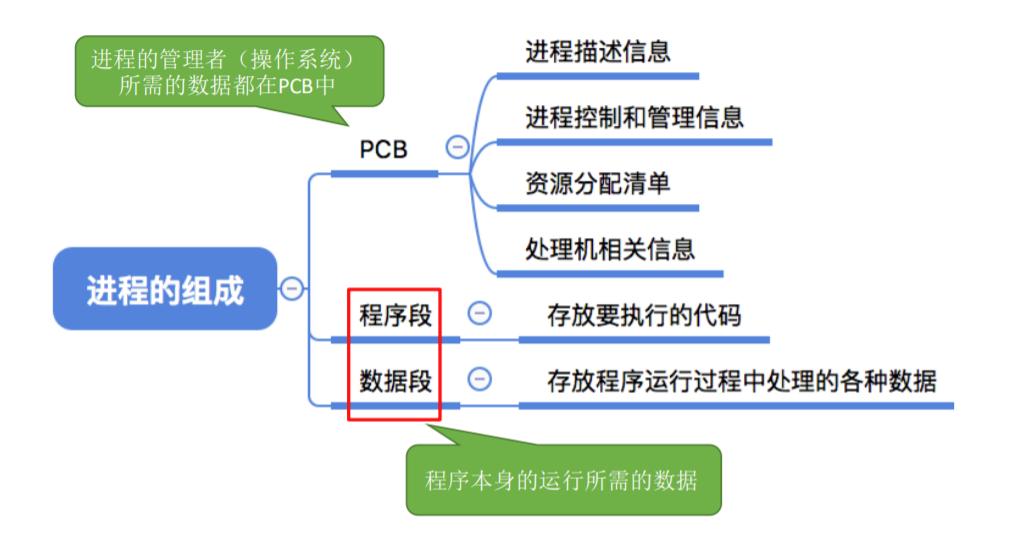 进程的管理者（操作系统）
所需的数据都在PCB中
进程描述信息
进程控制和管理信息
PCB
资源分配清单
处理机相关信息
进程的组成
程序段
存放要执行的代码
数据段
存放程序运行过程中处理的各种数据
程序本身的运行所需的数据